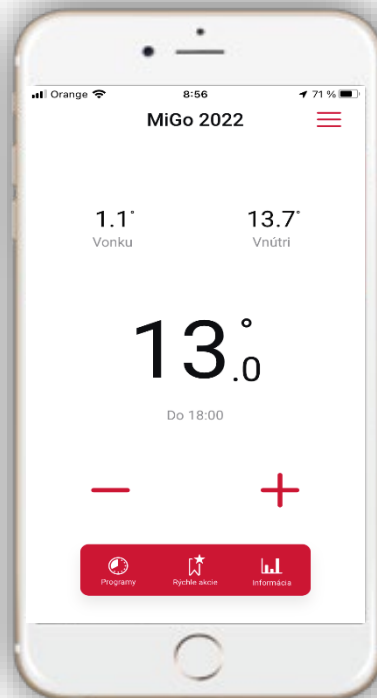 Orange 8:56 71 %
MiGo 2022
1.1° 13.7°
Vonku Vnútri
13.0°
Do 18:00
− +
Programy Rýchle akcie Informácia